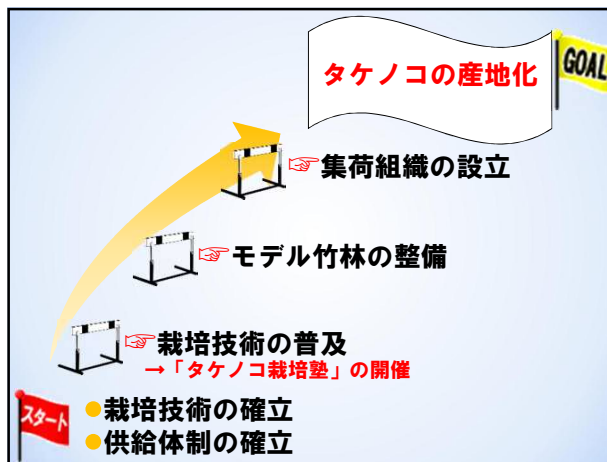 タケノコの産地化
GOAL
☞集荷組織の設立
☞モデル竹林の整備
☞栽培技術の普及
→「タケノコ栽培塾」の開催
スタート
●栽培技術の確立
●供給体制の確立